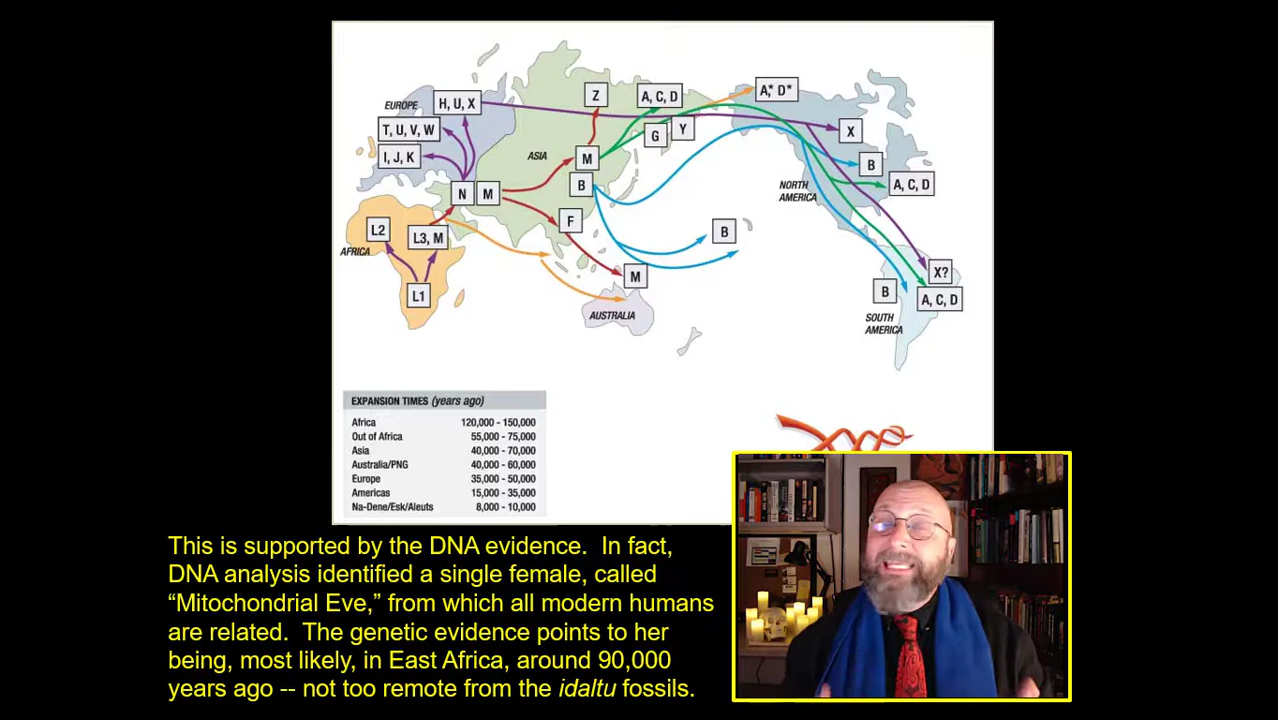 Z
A, C, D
A,* D*
EUROPE
H, U, X
T, U, V, W
G
Y
X
I, J, K
ASIA
M
B
A, C, D
N
M
B
NORTH
AMERICA
F
L2
L3, M
B
AFRICA
M
X?
L1
B
A, C, D
AUSTRALIA
SOUTH
AMERICA
EXPANSION TIMES (years ago)
Africa 120,000 - 150,000
Out of Africa 55,000 - 75,000
Asia 40,000 - 70,000
Australia/PNG 40,000 - 60,000
Europe 35,000 - 50,000
Americas 15,000 - 35,000
Na-Dene/Esk/Aleuts 8,000 - 10,000
This is supported by the DNA evidence. In fact,
DNA analysis identified a single female, called
“Mitochondrial Eve,” from which all modern humans
are related. The genetic evidence points to her
being, most likely, in East Africa, around 90,000
years ago -- not too remote from the idaltu fossils.